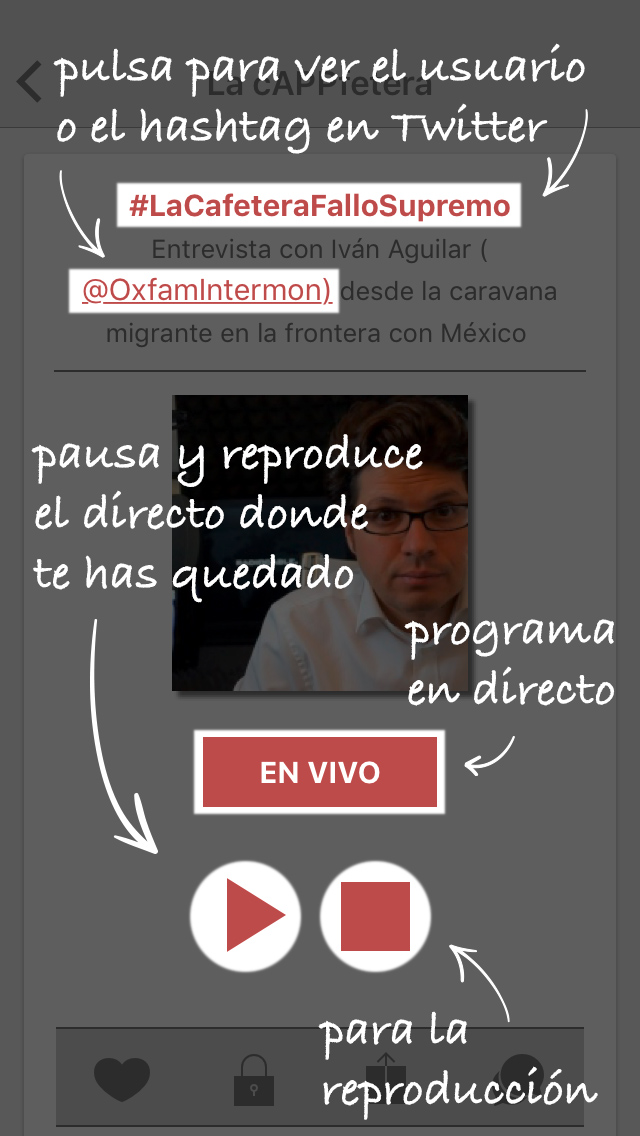 pulsa para ver el usuario
La cAPPfetera
o el hashtag en Twitter
#LaCafeteraFalloSupremo
Entrevista con Iván Aguilar (
@OxfamIntermon) desde la caravana
migrante en la frontera con México
pausa y reproduce
el directo donde
te has quedado
programa
en directo
EN VIVO
para la
reproducción